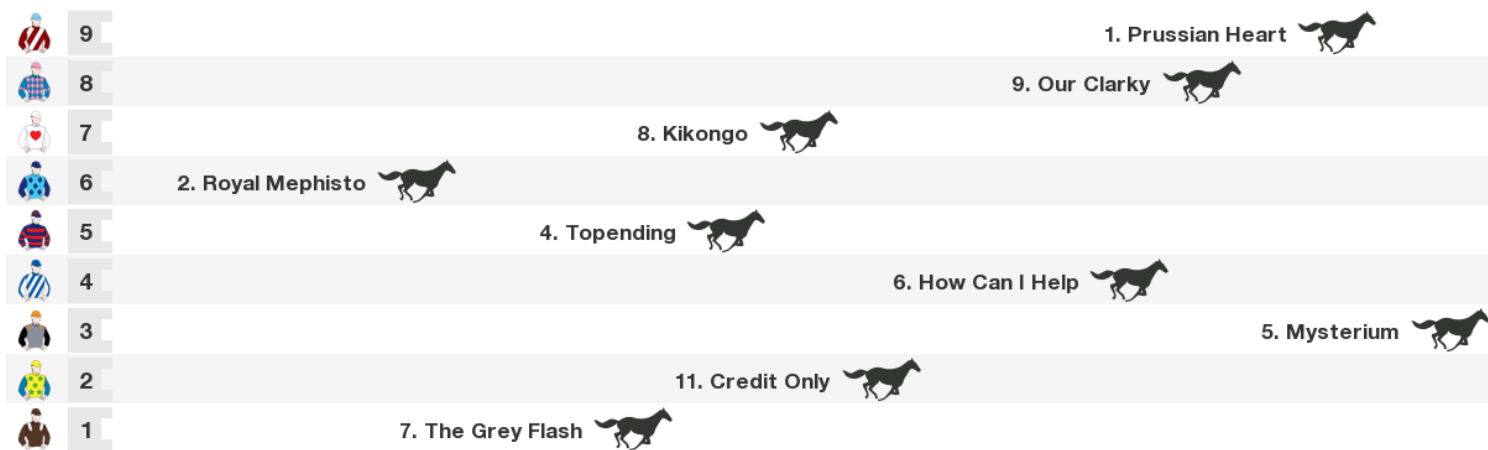 9 1. Prussian Heart
8 9. Our Clarky
7 8. Kikongo
6 2. Royal Mephisto
5 4. Topending
4 6. How Can I Help
3 5. Mysterium
2 11. Credit Only
1 7. The Grey Flash